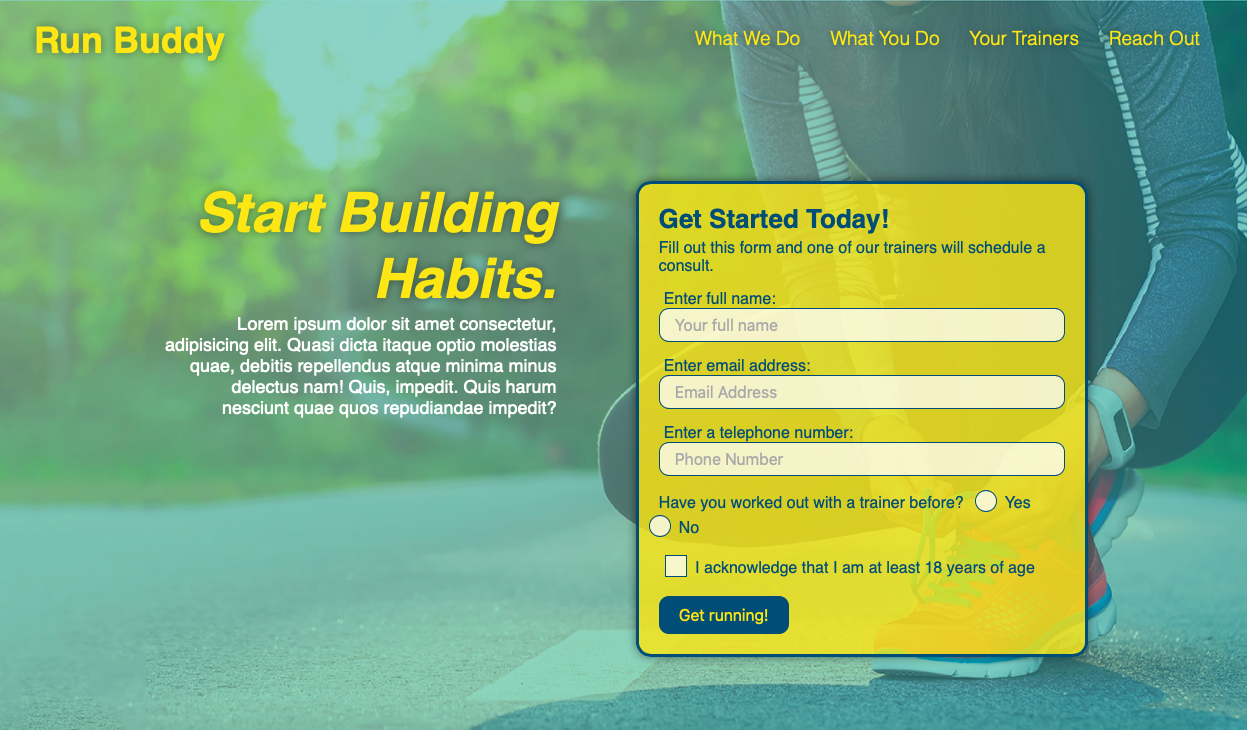 Run Buddy
What We Do
What You Do
Your Trainers
Reach Out
Start Building
Habits.
Lorem ipsum dolor sit amet consectetur,
adipisicing elit. Quasi dicta itaque optio molestias
quae, debitis repellendus atque minima minus
delectus nam! Quis, impedit. Quis harum
nesciunt quae quos repudiandae impedit?
Get Started Today!
Fill out this form and one of our trainers will schedule a
consult.
Enter full name:
Your full name
Enter email address:
Email Address
Enter a telephone number:
Phone Number
Have you worked out with a trainer before? Yes
No
I acknowledge that I am at least 18 years of age
Get running!